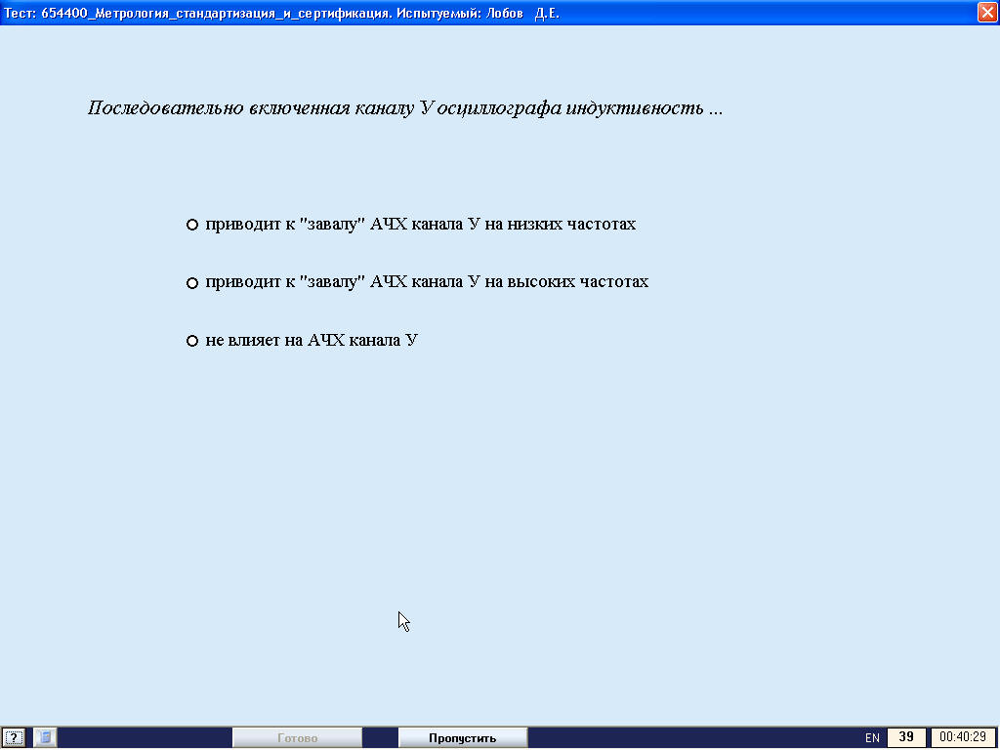 Тест: 654400_Метрология_стандартизация_и_сертификация. Испытуемый: Лобов Д.Е.
Последовательно включенная каналу У осциллографа индуктивность ...
приводит к "завалу" АЧХ канала У на низких частотах
приводит к "завалу" АЧХ канала У на высоких частотах
не влияет на АЧХ канала У
? Готово Пропустить EN 39 00:40:29